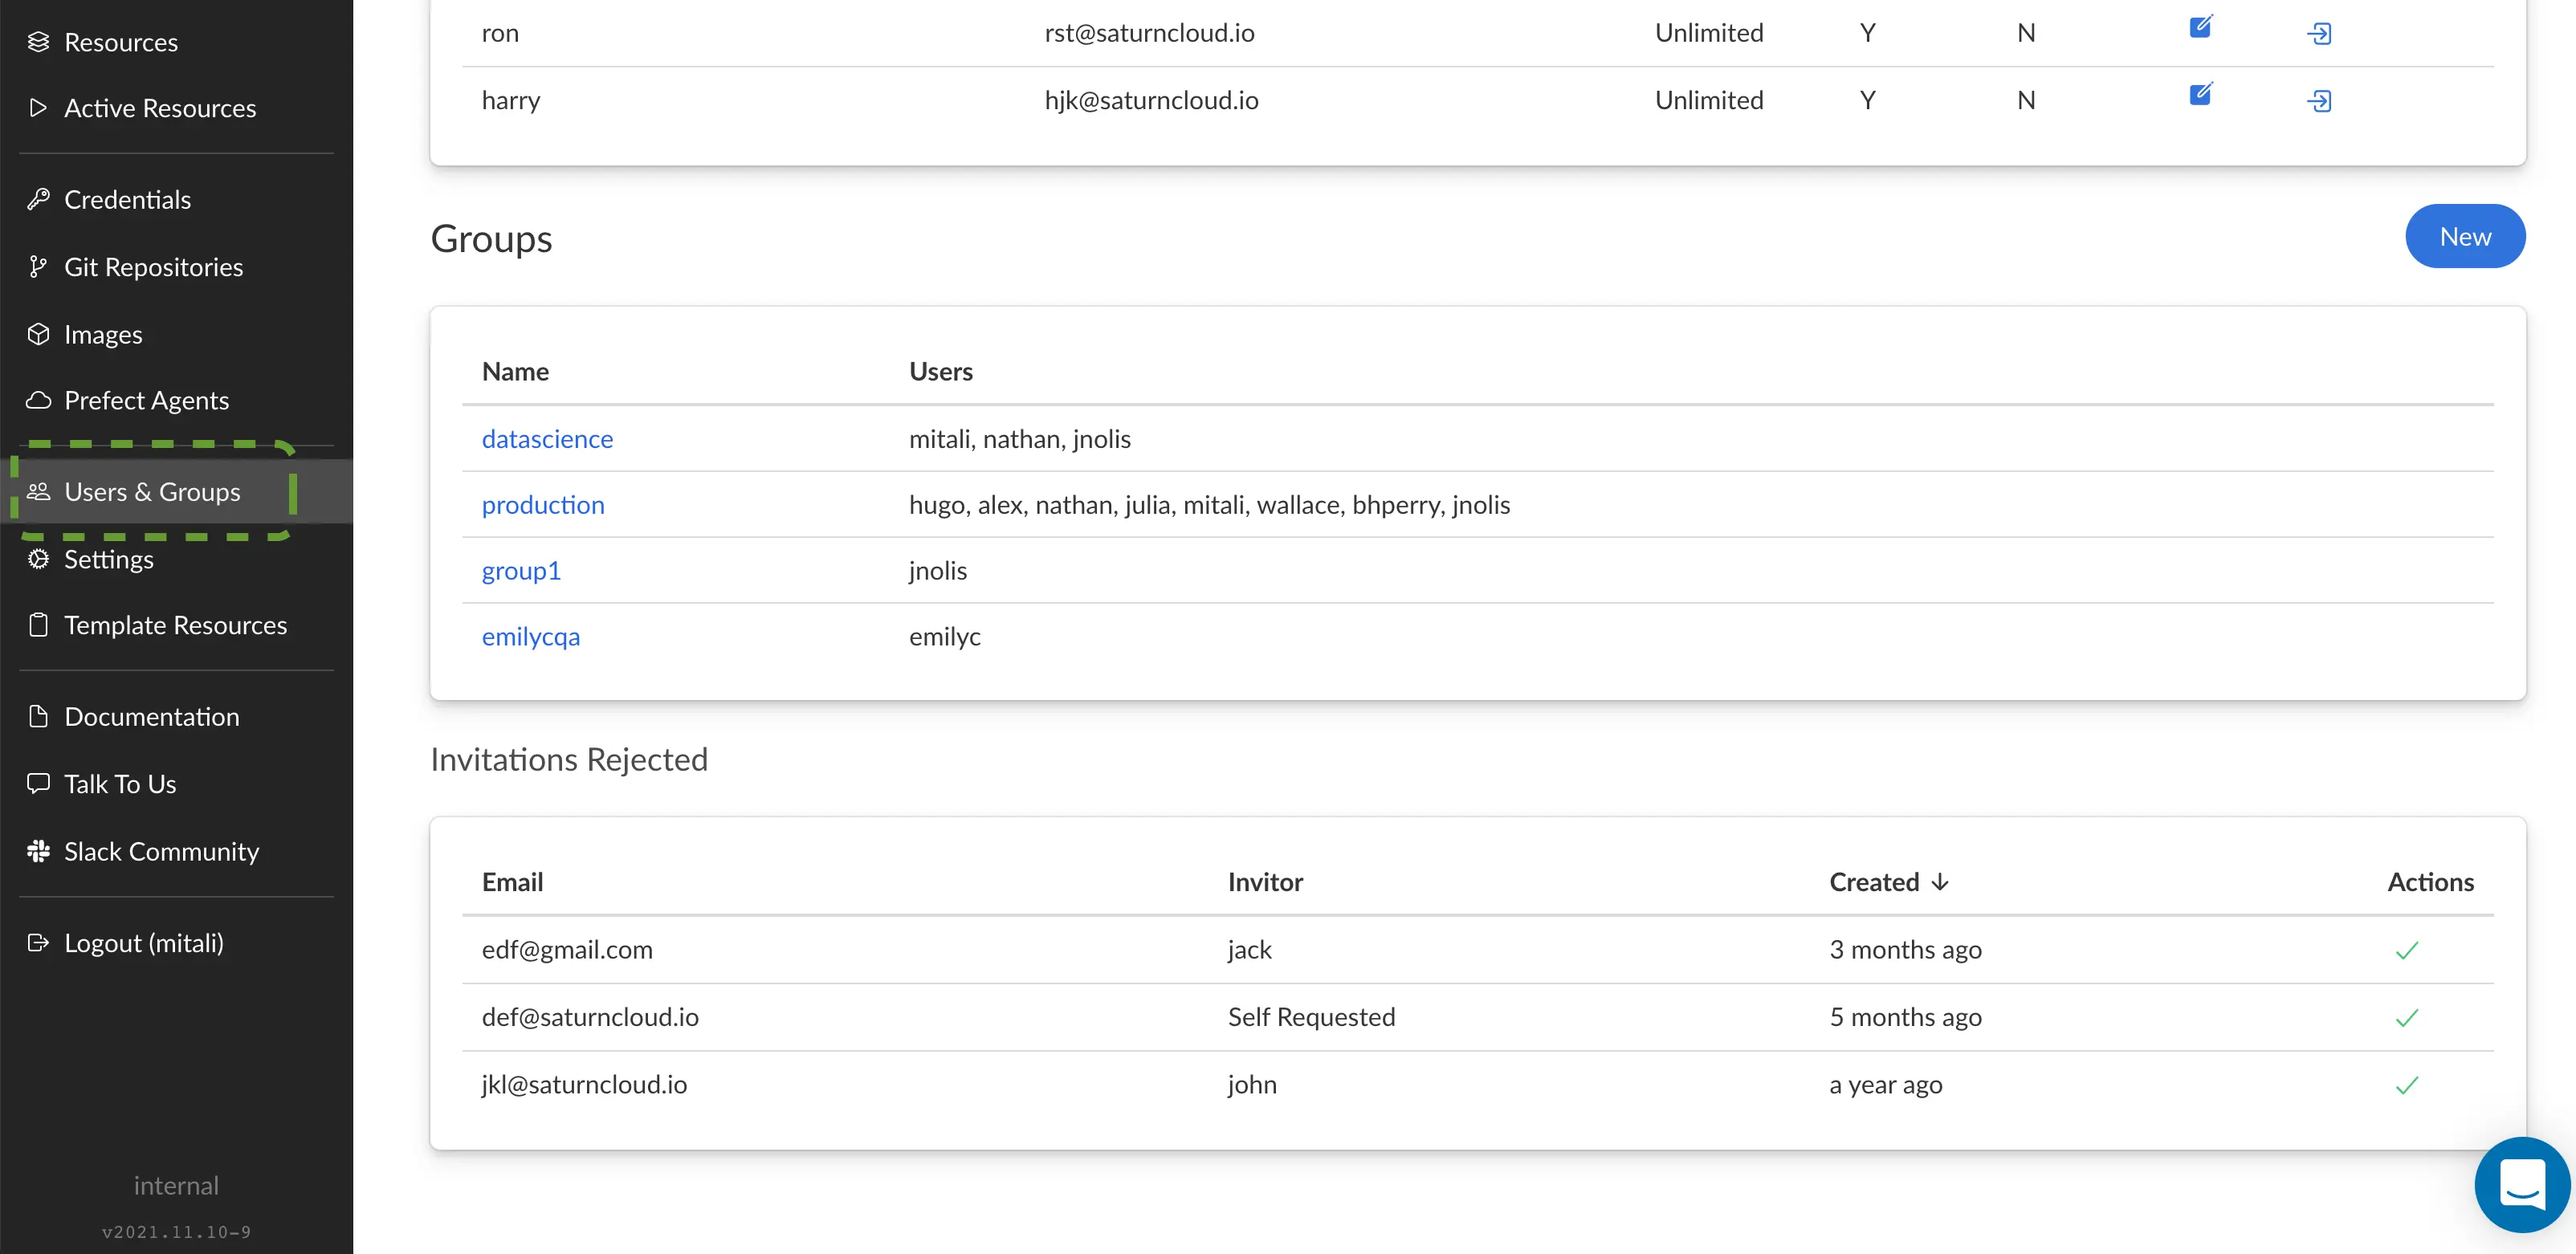 Resources
Active Resources
Credentials
Git Repositories
Images
Prefect Agents
Users & Groups
Settings
Template Resources
Documentation
Talk To Us
Slack Community
Logout (mitali)
internal
v2021.11.10-9
ron rst@saturncloud.io Unlimited Y N
harry hjk@saturncloud.io Unlimited Y N
Groups New
Name Users
datascience mitali, nathan, jnolis
production hugo, alex, nathan, julia, mitali, wallace, bhperry, jnolis
group1 jnolis
emilycqa emilyc
Invitations Rejected
Email Invitor Created ↓ Actions
edf@gmail.com jack 3 months ago
def@saturncloud.io Self Requested 5 months ago
jkl@saturncloud.io john a year ago